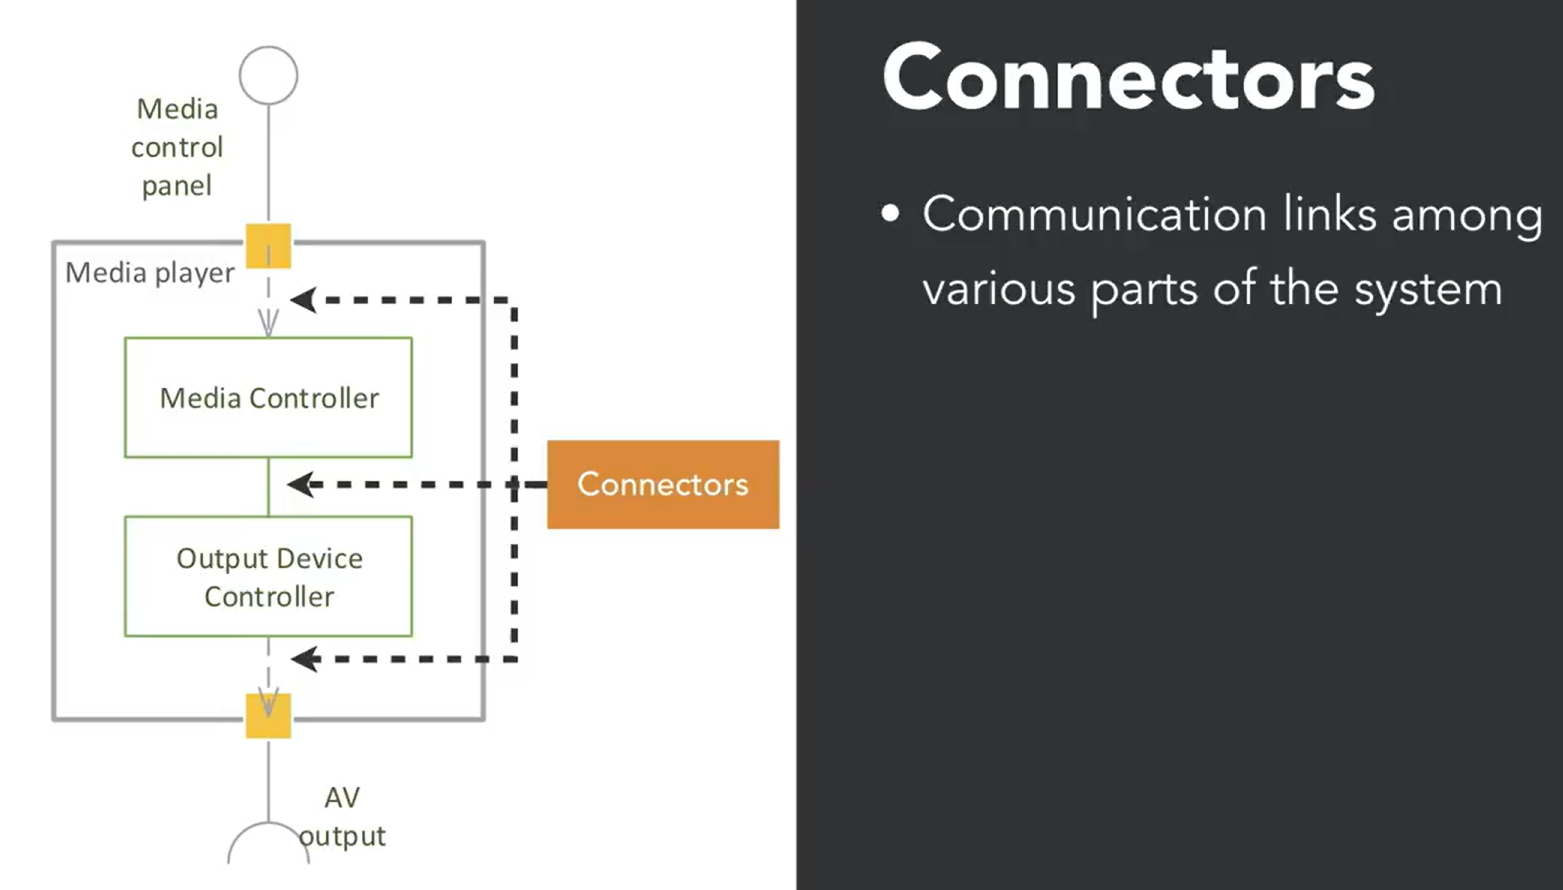 Media
control
panel
Media player
Media Controller
Connectors
Output Device
Controller
AV
output
Connectors
• Communication links among
various parts of the system